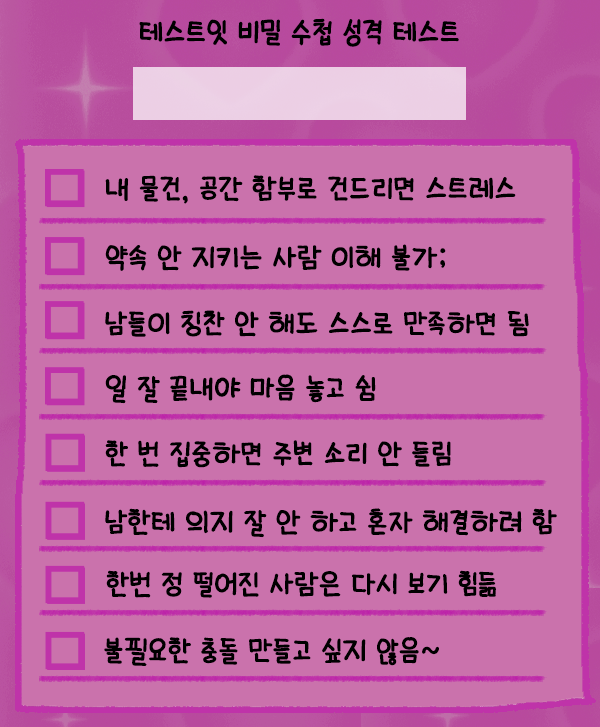 테스트잇 비밀 수첩 성격 테스트
내 물건, 공간 함부로 건드리면 스트레스
약속 안 지키는 사람 이해 불가;
남들이 칭찬 안 해도 스스로 만족하면 됨
일 잘 끝내야 마음 놓고 쉼
한 번 집중하면 주변 소리 안 들림
남한테 의지 잘 안 하고 혼자 해결하려 함
한번 정 떨어진 사람은 다시 보기 힘듦
불필요한 충돌 만들고 싶지 않음~